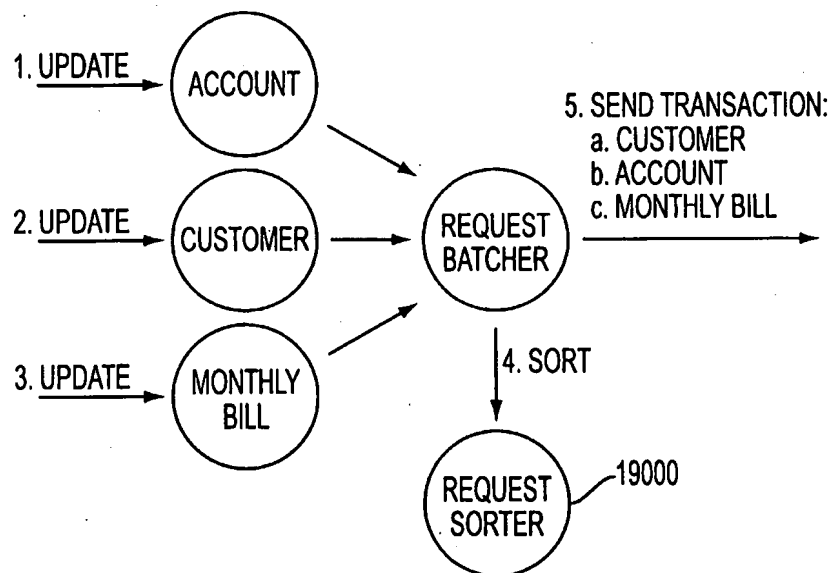 1. UPDATE
ACCOUNT
2. UPDATE
CUSTOMER
3. UPDATE
MONTHLY
BILL
REQUEST
BATCHER
5. SEND TRANSACTION:
a. CUSTOMER
b. ACCOUNT
c. MONTHLY BILL
4. SORT
REQUEST
SORTER
19000